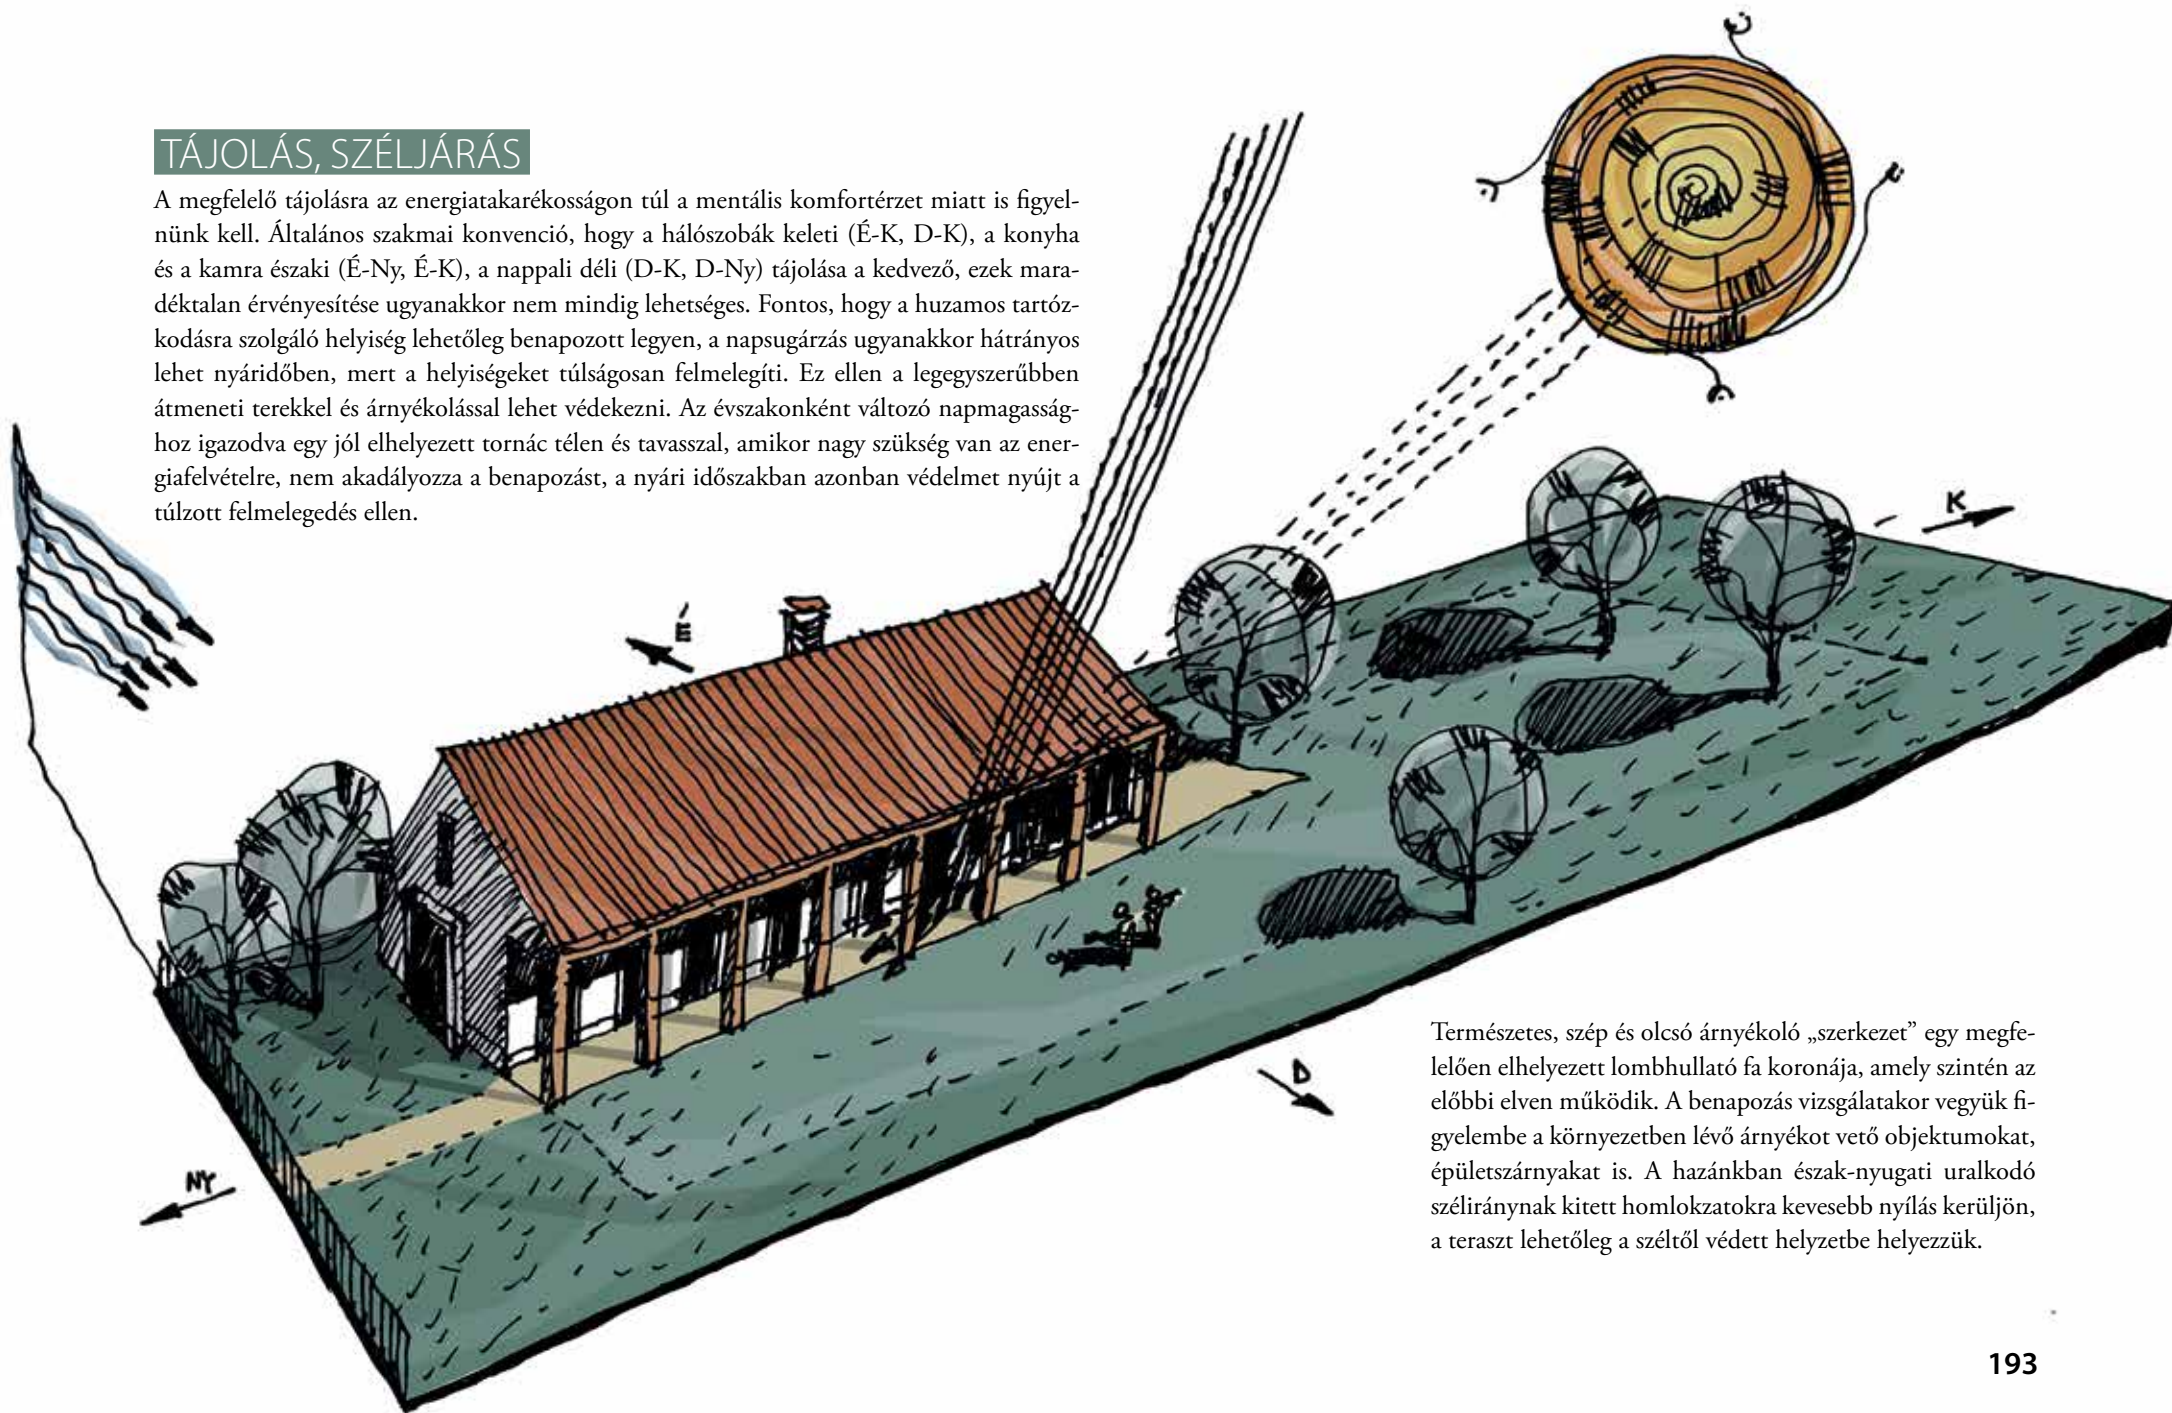 TÁJOLÁS, SZÉLJÁRÁS
A megfelelő tájolásra az energiatakarékosságon túl a mentális komfortérzet miatt is figyel-
nünk kell. Általános szakmai konvenció, hogy a hálószobák keleti (É-K, D-K), a konyha
és a kamra északi (É-Ny, É-K), a nappali déli (D-K, D-Ny) tájolása a kedvező, ezek mara-
déktalan érvényesítése ugyanakkor nem mindig lehetséges. Fontos, hogy a huzamos tartóz-
kodásra szolgáló helyiség lehetőleg benapozott legyen, a napsugárzás ugyanakkor hátrányos
lehet nyáridőben, mert a helyiségeket túlságosan felmelegíti. Ez ellen a legegyszerűbben
átmeneti terekkel és árnyékolással lehet védekezni. Az évszakonként változó napmagasság-
hoz igazodva egy jól elhelyezett tornác télen és tavasszal, amikor nagy szükség van az ener-
giafelvételre, nem akadályozza a benapozást, a nyári időszakban azonban védelmet nyújt a
túlzott felmelegedés ellen.
K
É
D
NY
Természetes, szép és olcsó árnyékoló „szerkezet” egy megfe-
lelően elhelyezett lombhullató fa koronája, amely szintén az
előbbi elven működik. A benapozás vizsgálatakor vegyük fi-
gyelembe a környezetben lévő árnyékot vető objektumokat,
épületszárnyakat is. A hazánkban észak-nyugati uralkodó
széliránynak kitett homlokzatokra kevesebb nyílás kerüljön,
a teraszt lehetőleg a széltől védett helyzetbe helyezzük.
193